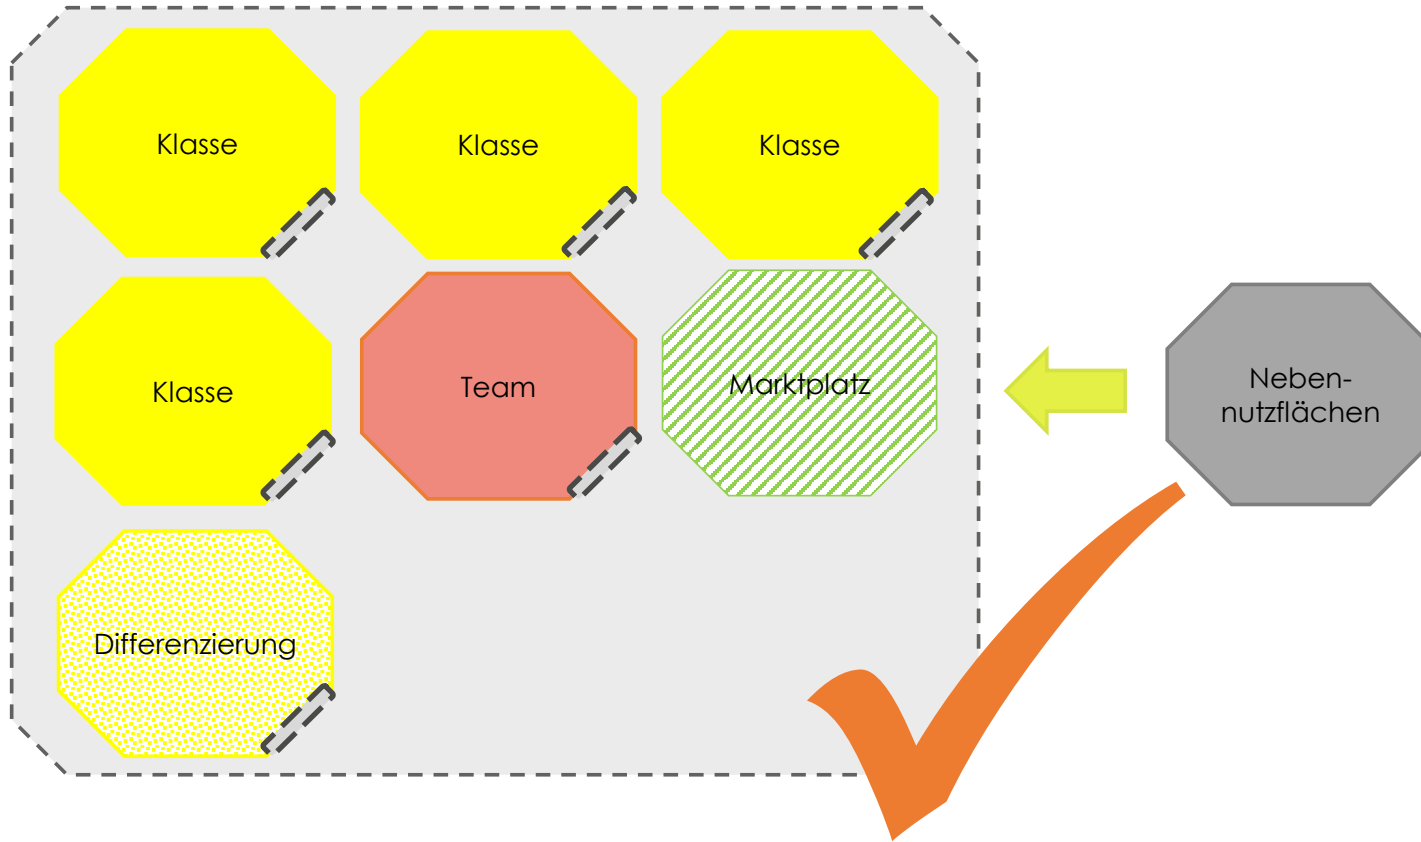 Klasse
Klasse
Klasse
Klasse
Team
Marktplatz
Neben-
nutzflächen
Differenzierung